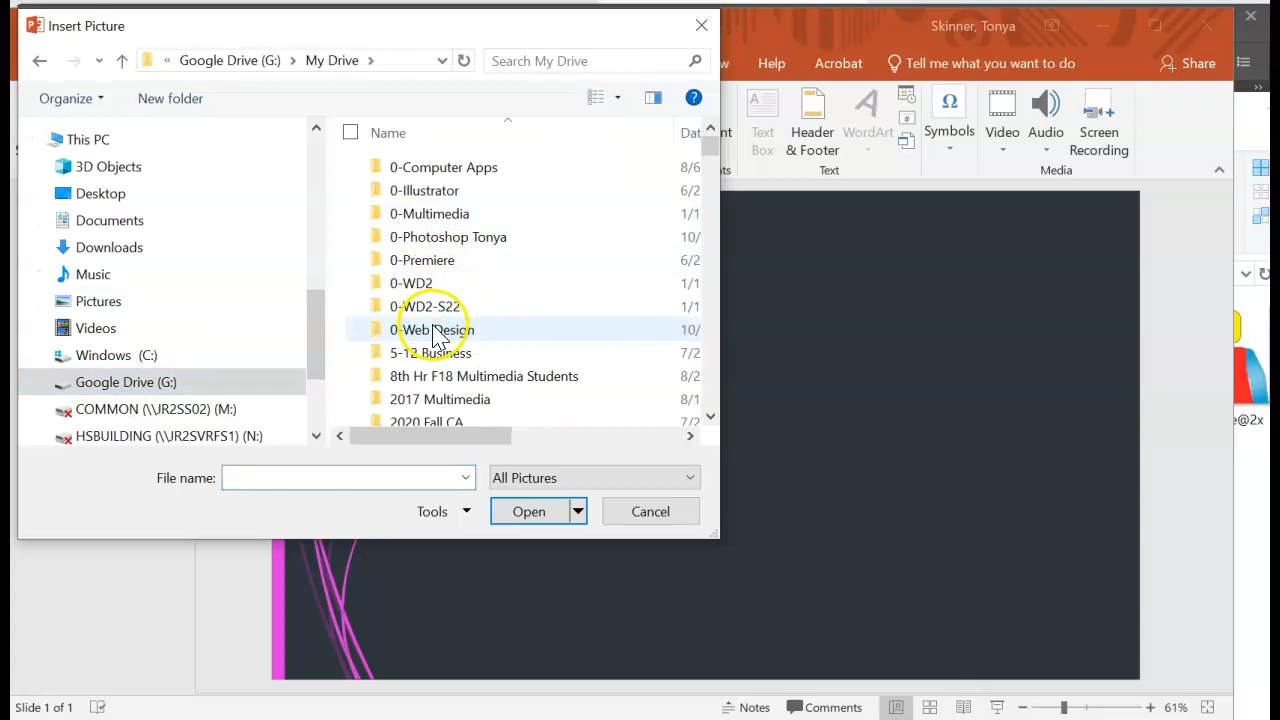 Insert Picture
Skinner, Tonya
« Google Drive (G:) > My Drive >
Search My Drive
Help
Acrobat
Tell me what you want to do
Share
Organize
New folder
Text Box
Header & Footer
WordArt
Symbols
Video
Audio
Screen Recording
Text
Media
This PC
3D Objects
Desktop
Documents
Downloads
Music
Pictures
Videos
Windows (C:)
Google Drive (G:)
COMMON (\\JR2SS02) (M:)
HSBUILDING (\\JR2SVRFS1) (N:)
Name
0-Computer Apps 8/6
0-Illustrator 6/2
0-Multimedia 1/1
0-Photoshop Tonya 10/
0-Premiere 6/2
0-WD2 1/1
0-WD2-S22 1/1
0-Web Design 10/
5-12 Business 7/2
8th Hr F18 Multimedia Students 8/2
2017 Multimedia 8/1
2020 Fall CA 7/2
File name:
All Pictures
Tools
Open
Cancel
e@2x
Slide 1 of 1
Notes
Comments
61%